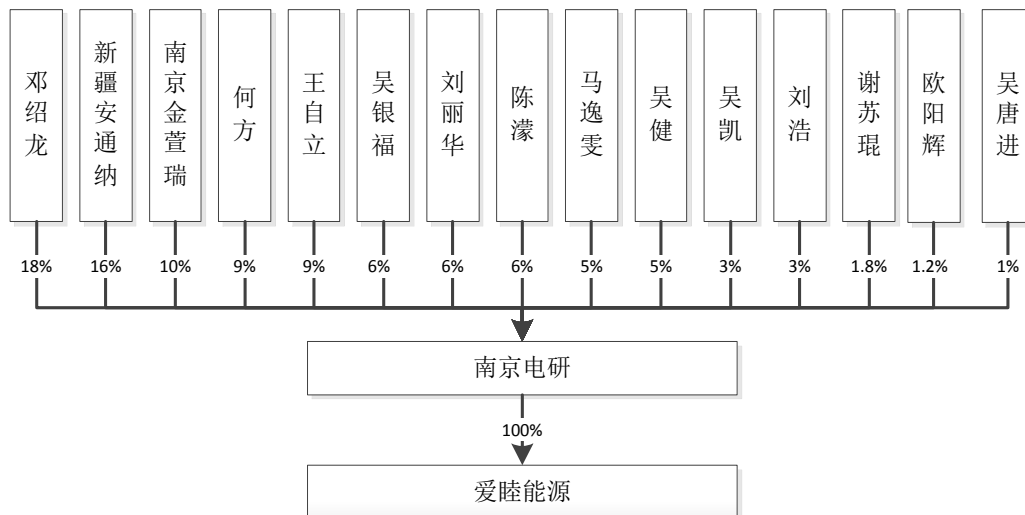 邓绍龙
新疆安通纳
南京金萱瑞
何方
王自立
吴银福
刘丽华
陈濛
马逸雯
吴健
吴凯
刘浩
谢苏琨
欧阳辉
吴唐进
18%
16%
10%
9%
9%
6%
6%
6%
5%
5%
3%
3%
1.8%
1.2%
1%
南京电研
100%
爱睦能源